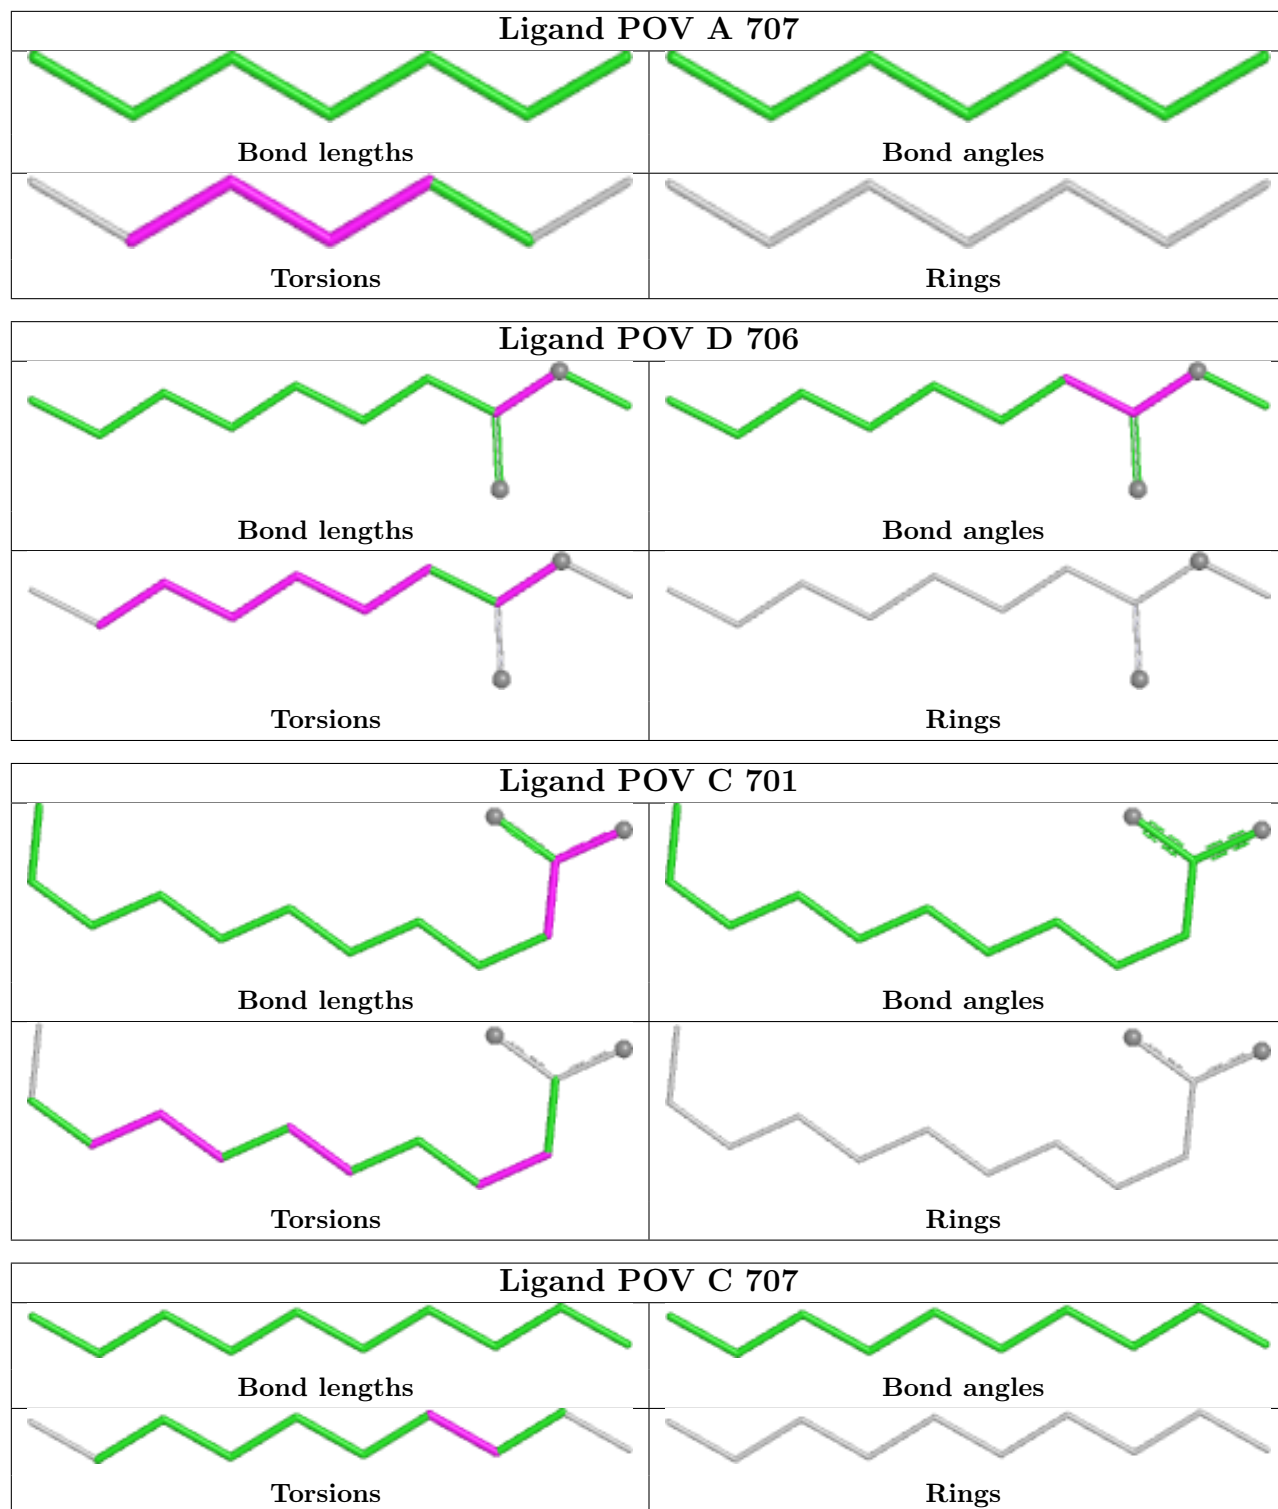 Ligand POV A 707
Bond lengths
Bond angles
Torsions
Rings
Ligand POV D 706
Bond lengths
Bond angles
Torsions
Rings
Ligand POV C 701
Bond lengths
Bond angles
Torsions
Rings
Ligand POV C 707
Bond lengths
Bond angles
Torsions
Rings